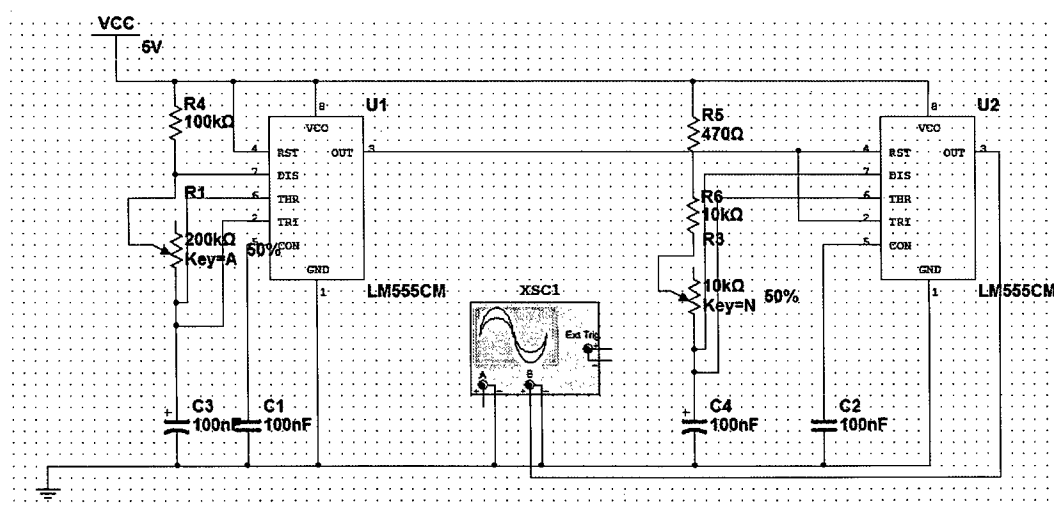 VCC
5V
R4
100kΩ
U1
8
VCC
4
RST
OUT
3
7
DIS
R1
6
THR
2
TRI
200kΩ
50%
5
CON
Key=A
GND
1
LM555CM
R5
470Ω
U2
8
VCC
4
RST
OUT
3
7
DIS
R6
6
THR
10kΩ
2
TRI
R3
5
CON
GND
10kΩ
50%
Key=N
1
LM555CM
XSC1
Ext Trig
+
-
A
B
+
-
+
-
+
C3
100nF
C1
100nF
+
C4
100nF
C2
100nF